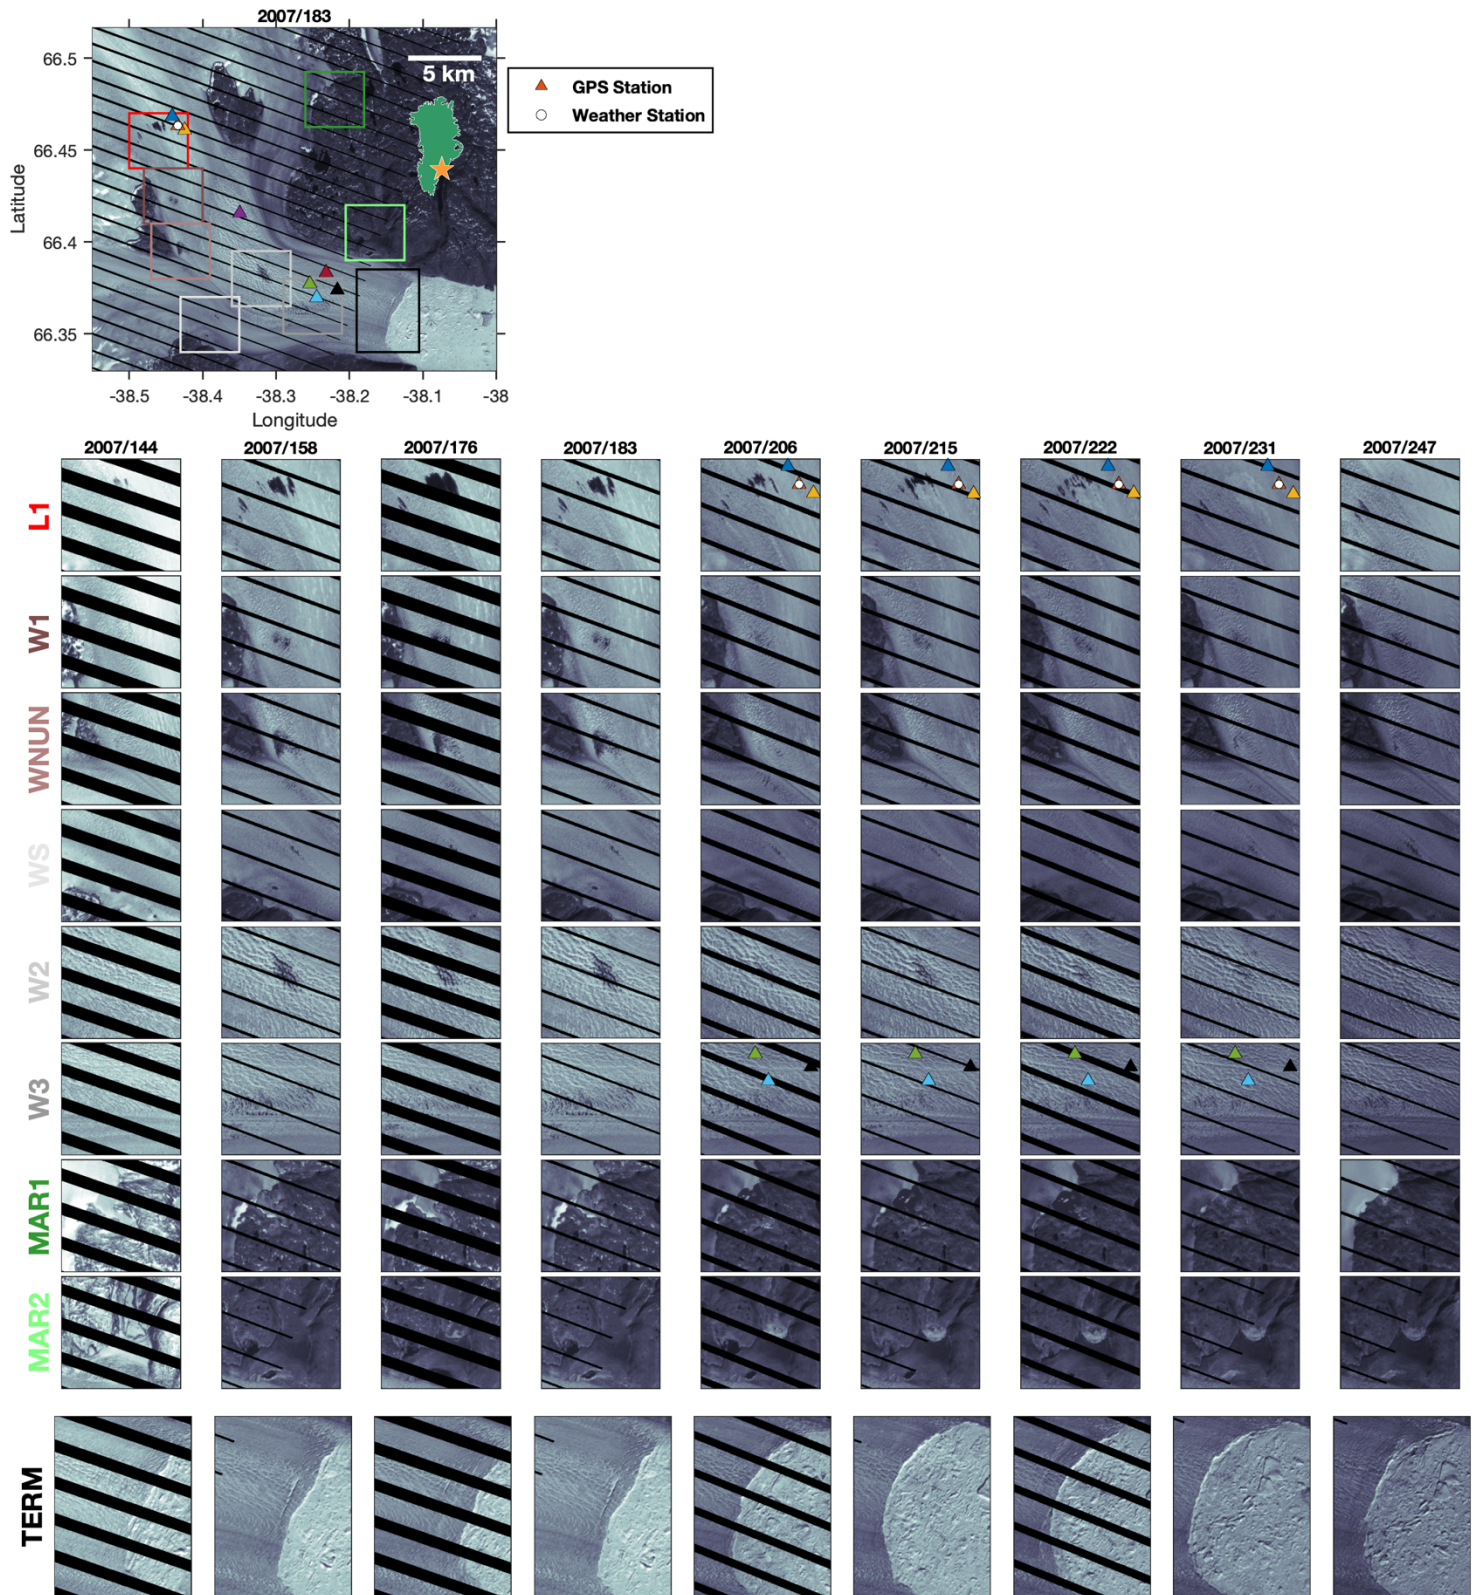 2007/183
66.5
66.45
66.4
66.35
Latitude
5 km
GPS Station
Weather Station
-38.5 -38.4 -38.3 -38.2 -38.1 -38
Longitude
2007/144 2007/158 2007/176 2007/183 2007/206 2007/215 2007/222 2007/231 2007/247
L1
W1
WNUN
WS
W2
W3
MAR1
MAR2
TERM